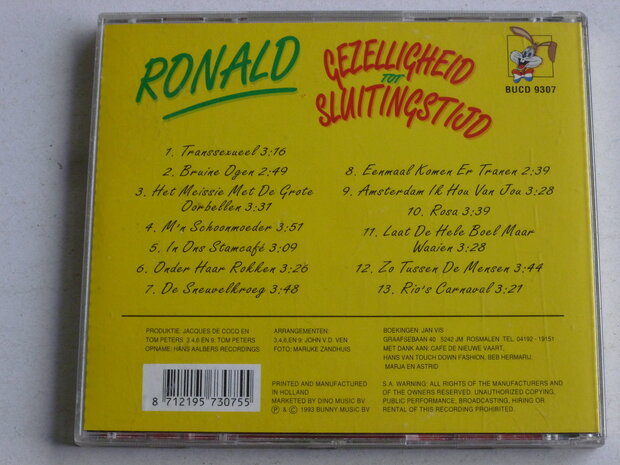 RONALD
GEZELLIGHEID
TOT
SLUITINGSTIJD
BUCD 9307
1. Transsexueel 3:16
2. Bruine Ogen 2:49
3. Het Meissie Met De Grote
Oorbellen 3:31
4. M'n Schoonmoeder 3:51
5. In Ons Stamcafé 3:09
6. Onder Haar Rokken 3:26
7. De Sneuvelkroeg 3:48
8. Eenmaal Komen Er Tranen 2:39
9. Amsterdam Ik Hou Van Jou 3:28
10. Rosa 3:39
11. Laat De Hele Boel Maar
Waaien 3:28
12. Zo Tussen De Mensen 3:44
13. Rio's Carnaval 3:21
PRODUKTIE: JACQUES DE COCQ EN
TOM PETERS 3 4,6 EN 9: TOM PETERS
OPNAME: HANS AALBERS RECORDINGS
ARRANGEMENTEN:
3,4,6,EN 9: JOHN V.D. VEN
FOTO: MARIJKE ZANDHUIS
BOEKINGEN: JAN VIS
GRAAFSEBAAN 40 5242 JM ROSMALEN TEL. 04192 - 19151
MET DANK AAN: CAFE DE NIEUWE VAART,
HANS VAN TOUCH DOWN FASHION, BEB HERMARIJ,
MARJA EN ASTRID
8 712195 730755
PRINTED AND MANUFACTURED
IN HOLLAND
MARKETED BY DINO MUSIC BV
℗ & © 1993 BUNNY MUSIC BV
S.A. WARNING: ALL RIGHTS OF THE MANUFACTURERS AND
OF THE OWNERS RESERVED. UNAUTHORIZED COPYING,
PUBLIC PERFORMANCE, BROADCASTING, HIRING OR
RENTAL OF THIS RECORDING PROHIBITED.